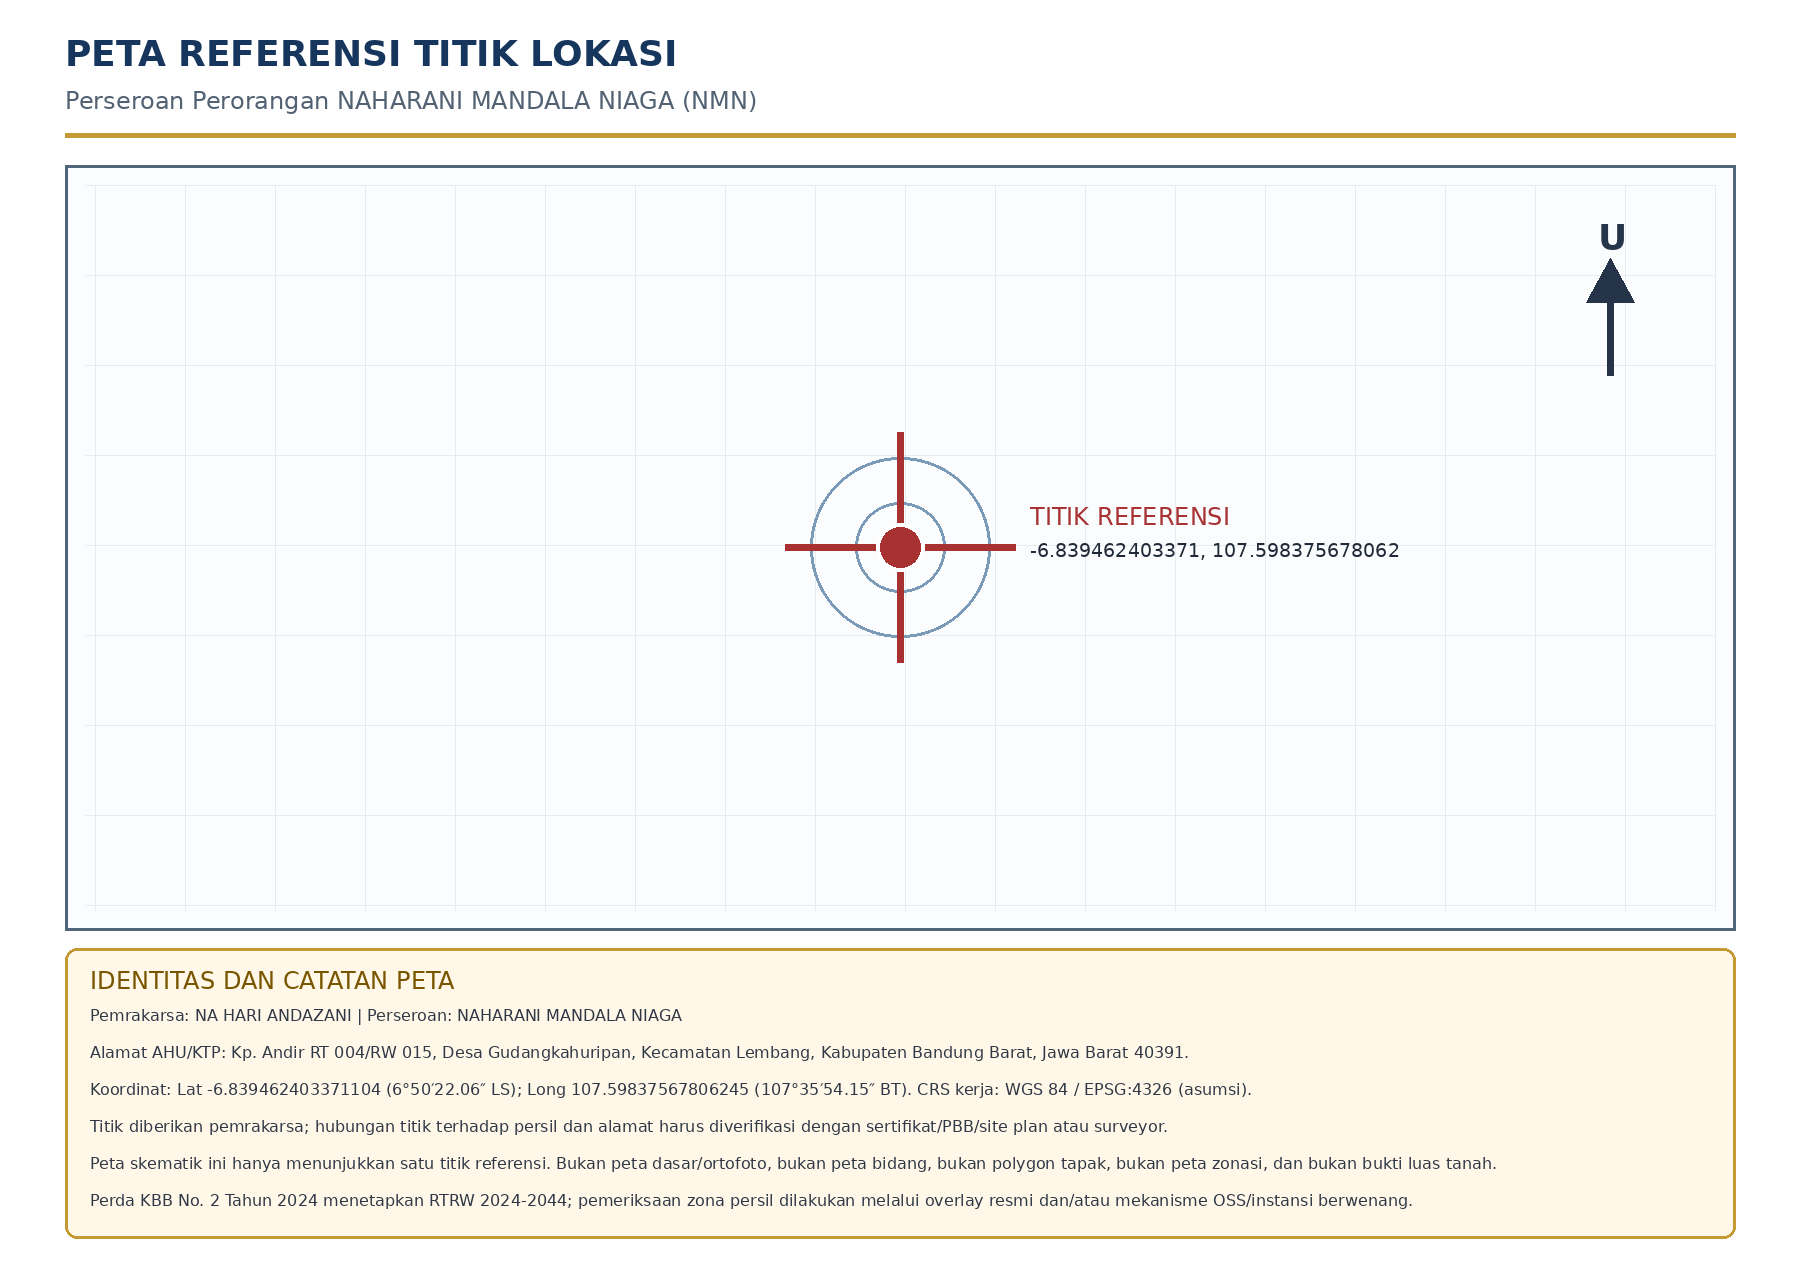 PETA REFERENSI TITIK LOKASI
Perseroan Perorangan NAHARANI MANDALA NIAGA (NMN)
U
TITIK REFERENSI
-6.839462403371, 107.598375678062
IDENTITAS DAN CATATAN PETA
Pemrakarsa: NA HARI ANDAZANI | Perseroan: NAHARANI MANDALA NIAGA
Alamat AHU/KTP: Kp. Andir RT 004/RW 015, Desa Gudangkahuripan, Kecamatan Lembang, Kabupaten Bandung Barat, Jawa Barat 40391.
Koordinat: Lat -6.839462403371104 (6°50′22.06″ LS); Long 107.59837567806245 (107°35′54.15″ BT). CRS kerja: WGS 84 / EPSG:4326 (asumsi).
Titik diberikan pemrakarsa; hubungan titik terhadap persil dan alamat harus diverifikasi dengan sertifikat/PBB/site plan atau surveyor.
Peta skematik ini hanya menunjukkan satu titik referensi. Bukan peta dasar/ortofoto, bukan peta bidang, bukan polygon tapak, bukan peta zonasi, dan bukan bukti luas tanah.
Perda KBB No. 2 Tahun 2024 menetapkan RTRW 2024-2044; pemeriksaan zona persil dilakukan melalui overlay resmi dan/atau mekanisme OSS/instansi berwenang.